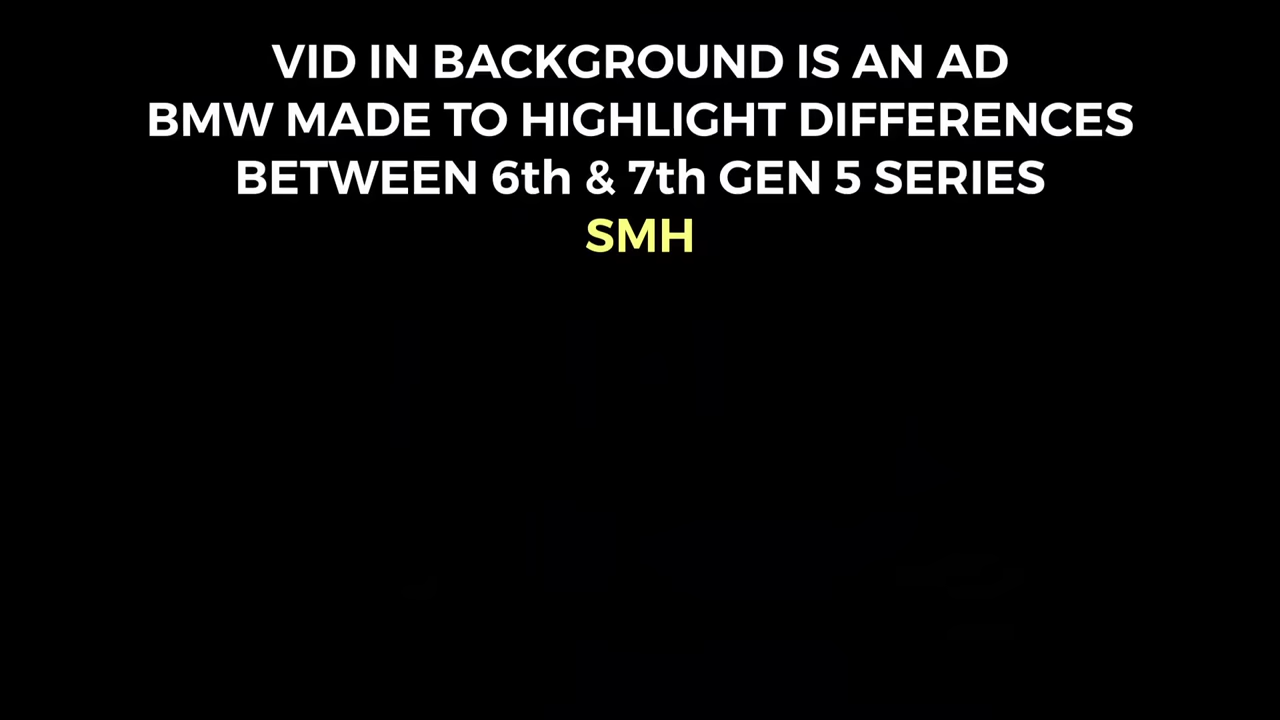 VID IN BACKGROUND IS AN AD
BMW MADE TO HIGHLIGHT DIFFERENCES
BETWEEN 6th & 7th GEN 5 SERIES
SMH